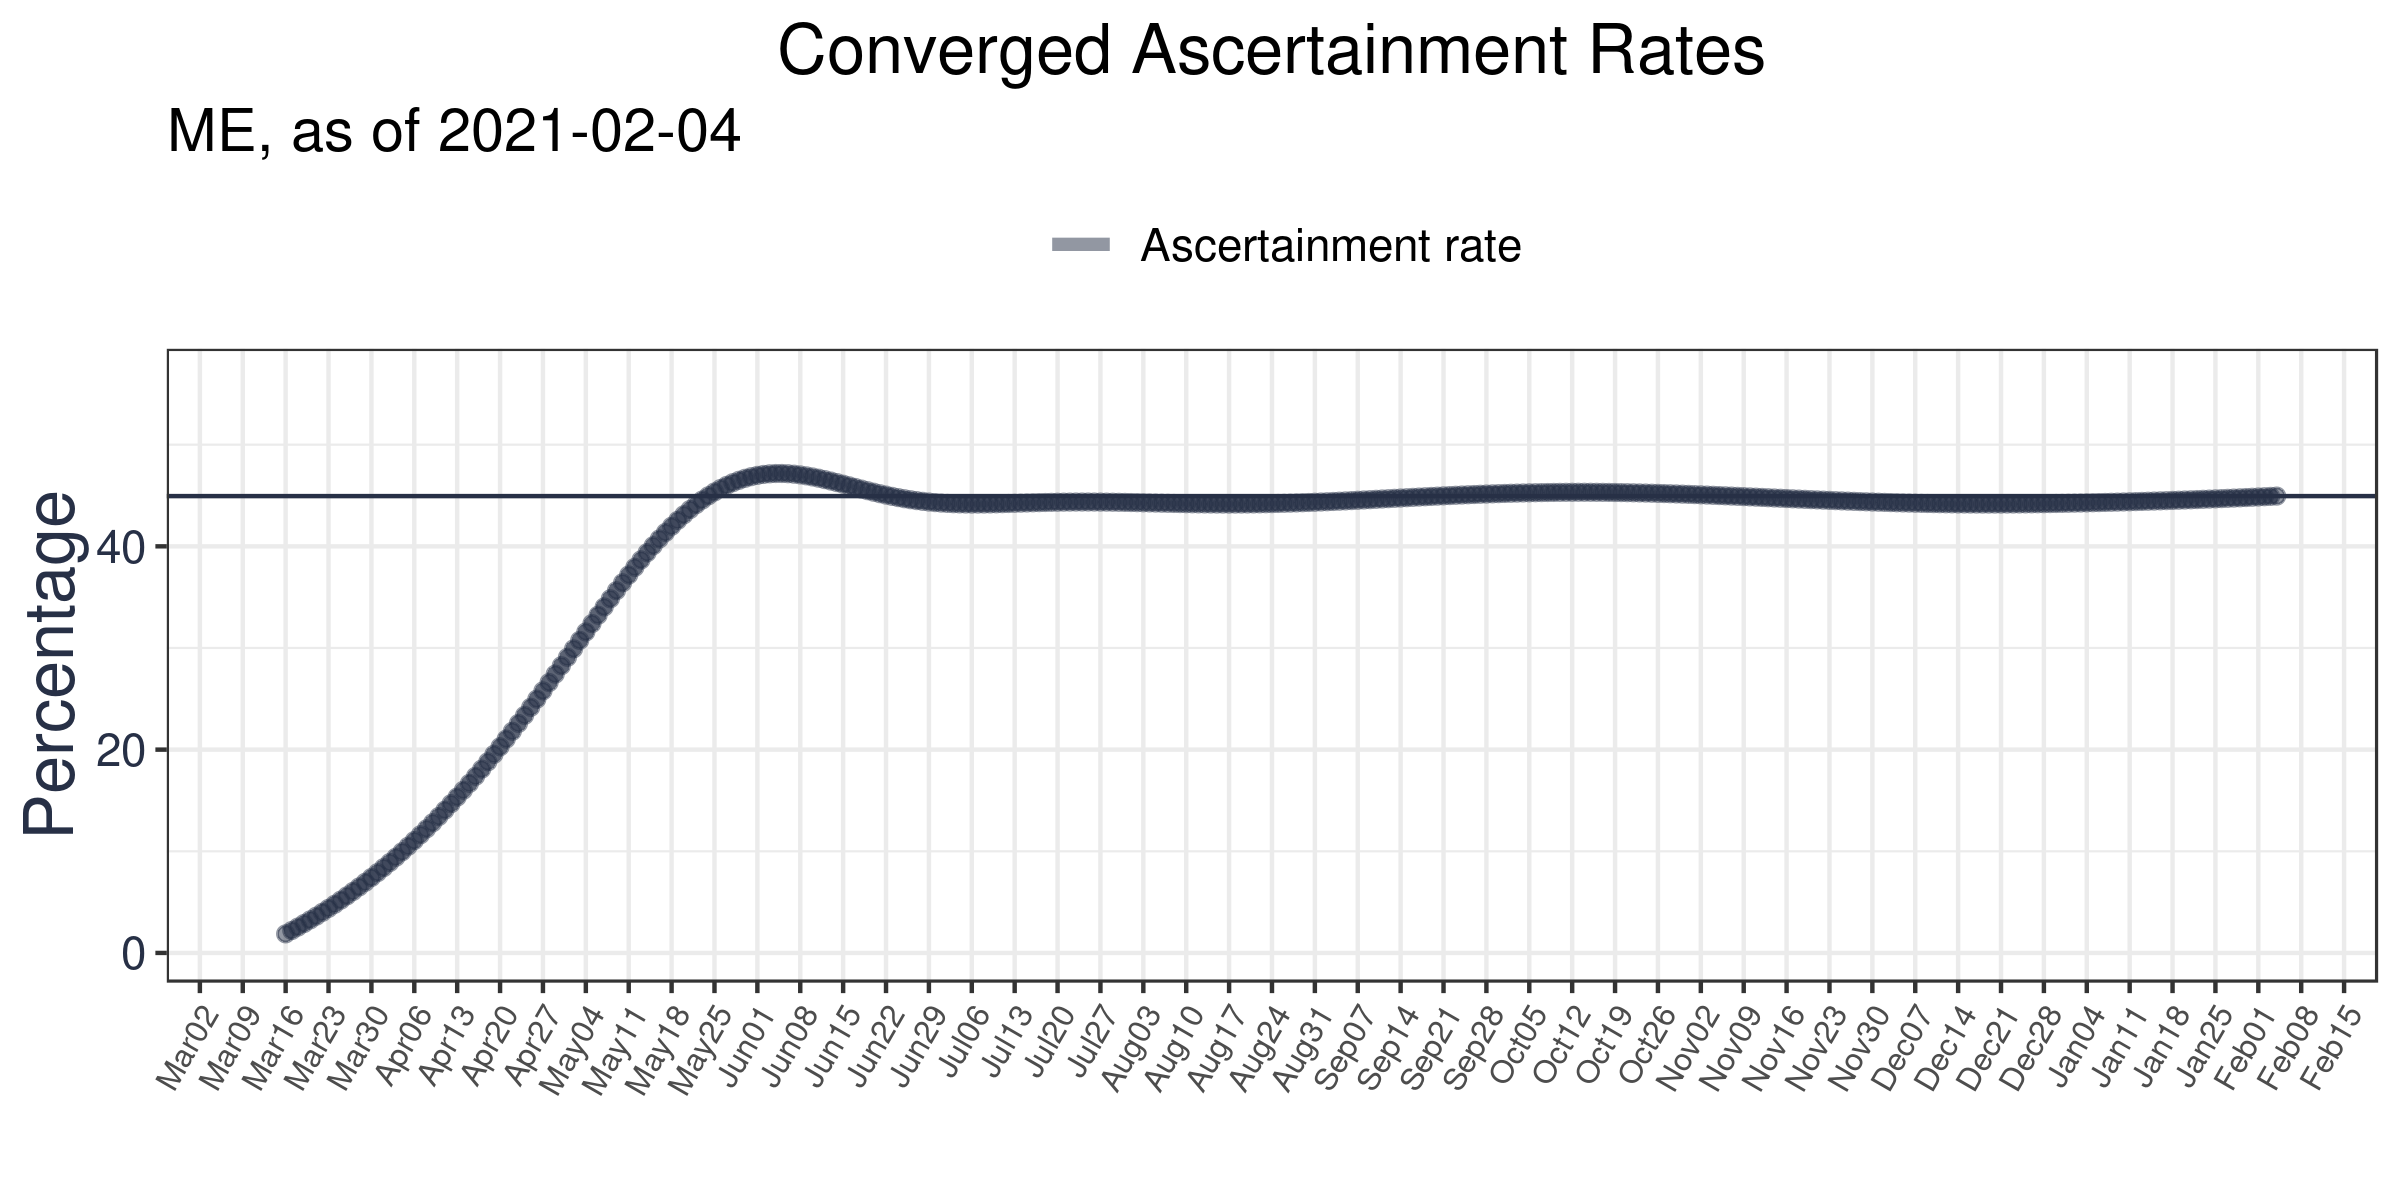 Converged Ascertainment Rates
ME, as of 2021-02-04
Ascertainment rate
Percentage
40
20
0
Mar02
Mar09
Mar16
Mar23
Mar30
Apr06
Apr13
Apr20
Apr27
May04
May11
May18
May25
Jun01
Jun08
Jun15
Jun22
Jun29
Jul06
Jul13
Jul20
Jul27
Aug03
Aug10
Aug17
Aug24
Aug31
Sep07
Sep14
Sep21
Sep28
Oct05
Oct12
Oct19
Oct26
Nov02
Nov09
Nov16
Nov23
Nov30
Dec07
Dec14
Dec21
Dec28
Jan04
Jan11
Jan18
Jan25
Feb01
Feb08
Feb15